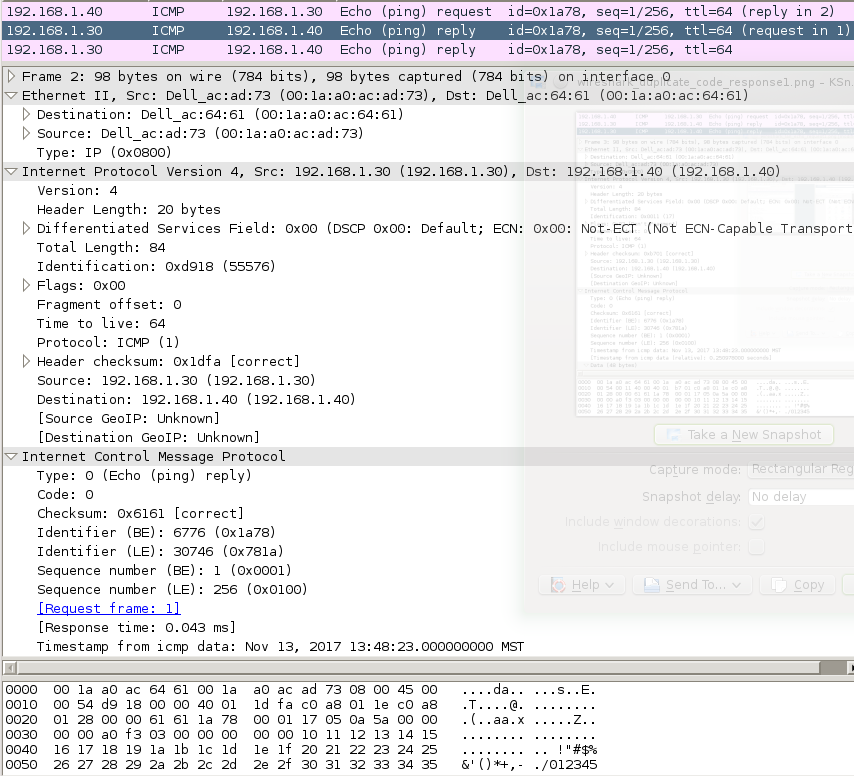 192.168.1.40 ICMP 192.168.1.30 Echo (ping) request id=0x1a78, seq=1/256, ttl=64 (reply in 2)
192.168.1.30 ICMP 192.168.1.40 Echo (ping) reply id=0x1a78, seq=1/256, ttl=64 (request in 1)
192.168.1.30 ICMP 192.168.1.40 Echo (ping) reply id=0x1a78, seq=1/256, ttl=64
Frame 2: 98 bytes on wire (784 bits), 98 bytes captured (784 bits) on interface 0
wireshark_duplicate_code_response1.png – KSn
Ethernet II, Src: Dell_ac:ad:73 (00:1a:a0:ac:ad:73), Dst: Dell_ac:64:61 (00:1a:a0:ac:64:61)
Destination: Dell_ac:64:61 (00:1a:a0:ac:64:61)
Source: Dell_ac:ad:73 (00:1a:a0:ac:ad:73)
Type: IP (0x0800)
Internet Protocol Version 4, Src: 192.168.1.30 (192.168.1.30), Dst: 192.168.1.40 (192.168.1.40)
Version: 4
Header Length: 20 bytes
Differentiated Services Field: 0x00 (DSCP 0x00: Default; ECN: 0x00: Not-ECT (Not ECN-Capable Transport
Total Length: 84
Identification: 0xd918 (55576)
Flags: 0x00
Fragment offset: 0
Time to live: 64
Protocol: ICMP (1)
Header checksum: 0x1dfa [correct]
Source: 192.168.1.30 (192.168.1.30)
Destination: 192.168.1.40 (192.168.1.40)
[Source GeoIP: Unknown]
[Destination GeoIP: Unknown]
Internet Control Message Protocol
Type: 0 (Echo (ping) reply)
Code: 0
Checksum: 0x6161 [correct]
Identifier (BE): 6776 (0x1a78)
Identifier (LE): 30746 (0x781a)
Sequence number (BE): 1 (0x0001)
Sequence number (LE): 256 (0x0100)
[Request frame: 1]
[Response time: 0.043 ms]
Timestamp from icmp data: Nov 13, 2017 13:48:23.000000000 MST
Take a New Snapshot
Capture mode: Rectangular Reg
Snapshot delay: No delay
Include window decorations:
Include mouse pointer:
Help Send To... Copy
0000 00 1a a0 ac 64 61 00 1a a0 ac ad 73 08 00 45 00 ....da.. ...s..E.
0010 00 54 d9 18 00 00 40 01 1d fa c0 a8 01 1e c0 a8 .T....@. ........
0020 01 28 00 00 61 61 1a 78 00 01 17 05 0a 5a 00 00 .(..aa.x .....Z..
0030 00 00 a0 f3 03 00 00 00 00 00 10 11 12 13 14 15 ........ ........
0040 16 17 18 19 1a 1b 1c 1d 1e 1f 20 21 22 23 24 25 ........ .. !"#$%
0050 26 27 28 29 2a 2b 2c 2d 2e 2f 30 31 32 33 34 35 &'()*+,- ./012345